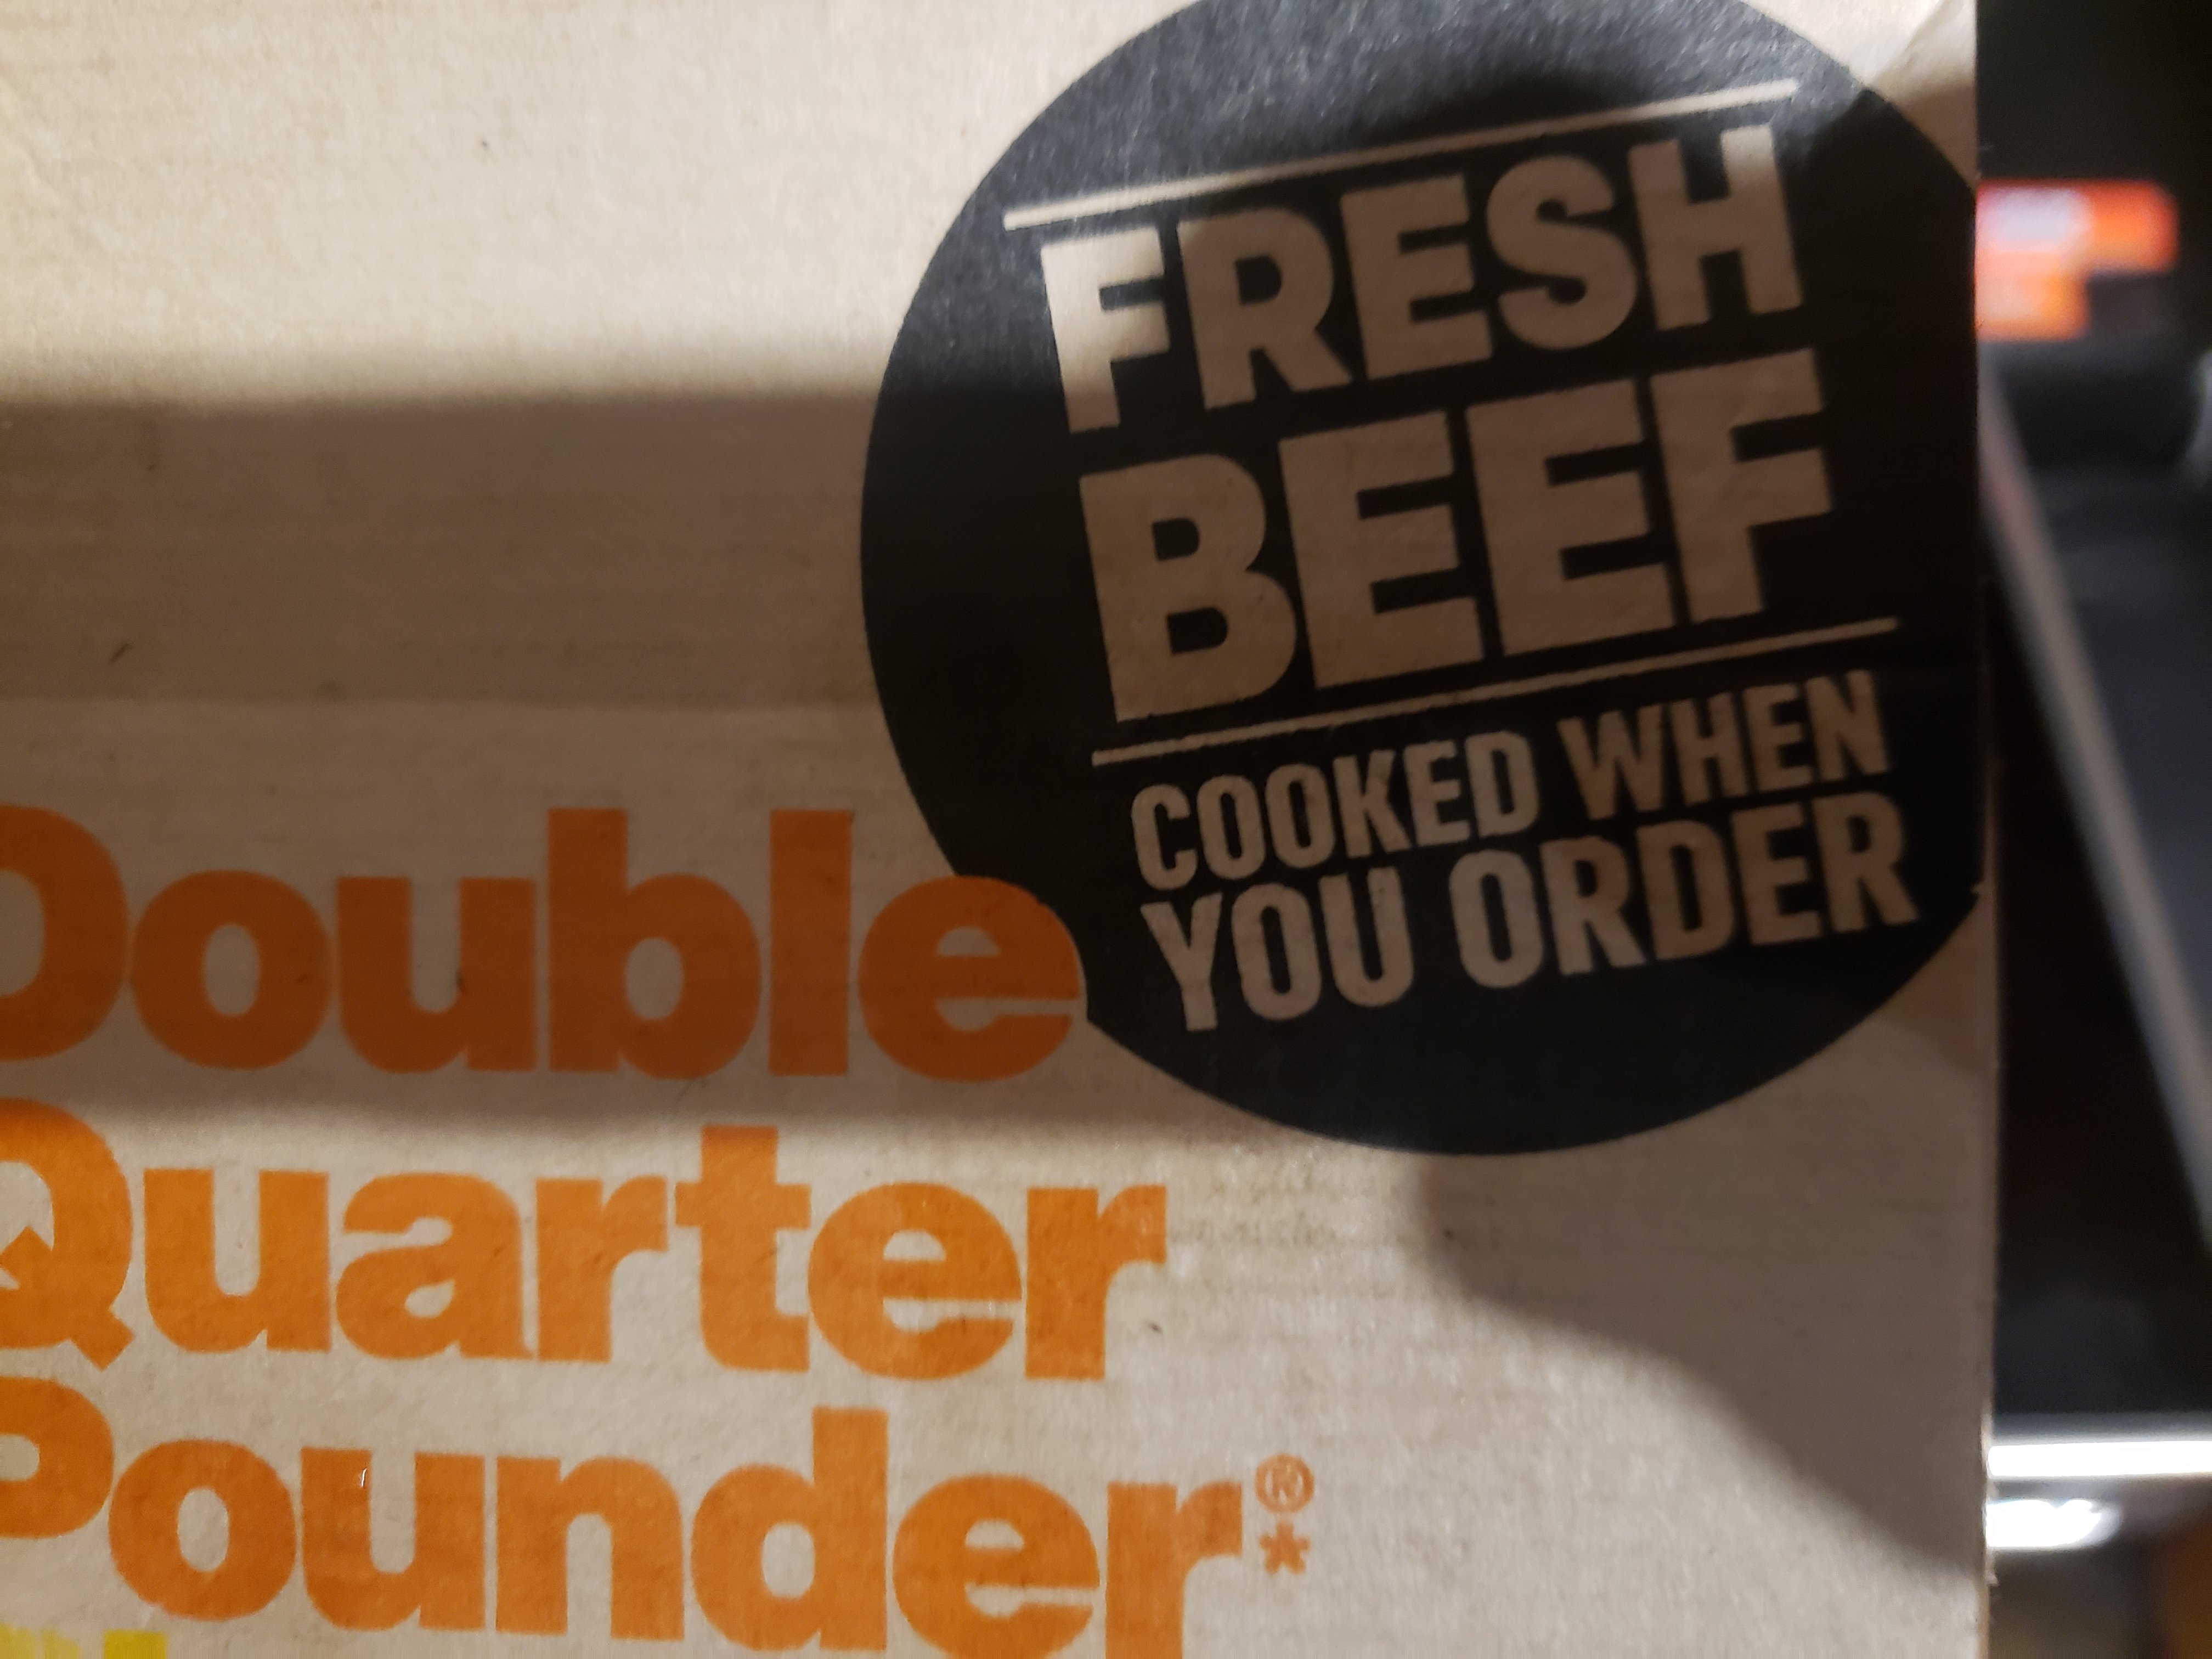 FRESH
BEEF
COOKED WHEN
YOU ORDER
Double
Quarter
Pounder®*